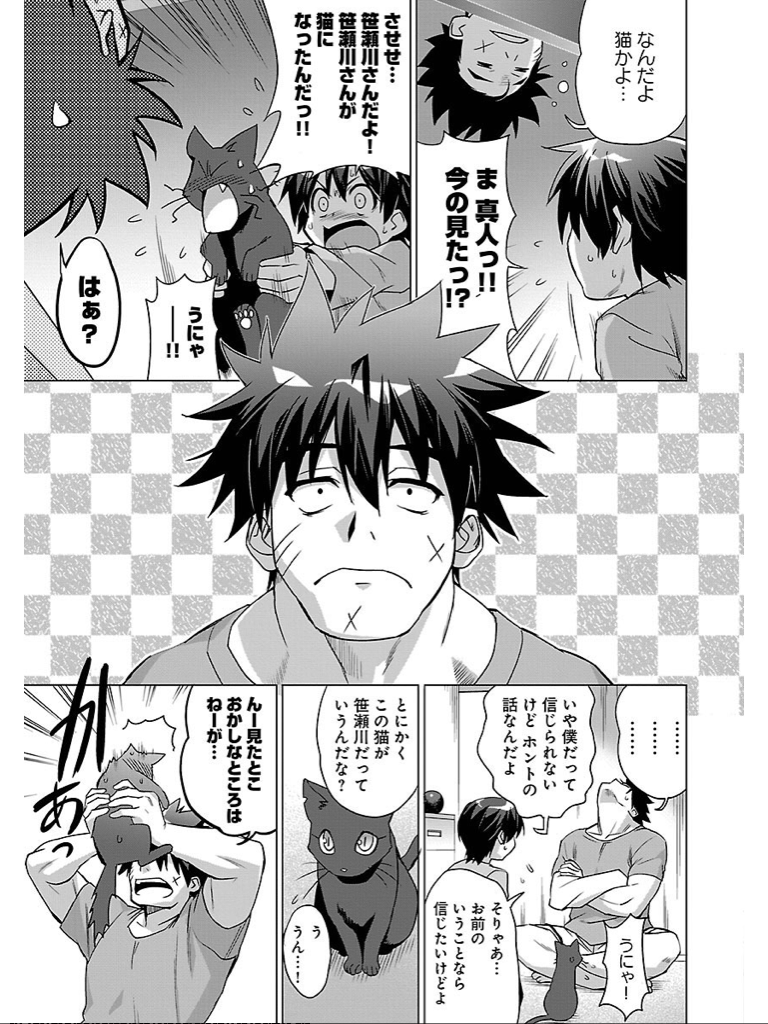 なんだよ
猫かよ…
ま 真人っ!!
今の見たっ!?
させせ…
笹瀬川さんだよ!
笹瀬川さんが
猫に
なったんだっ!!
うにゃ
——!!
はぁ?
………
………
いや僕だって
信じられない
けど ホントの
話なんだよ
うにゃ!
そりゃあ…
お前の
いうことなら
信じたいけどよ
とにかく
この猫が
笹瀬川だって
いうんだな?
う
うん…!
んー見たとこ
おかしなところは
ねーが…
がぁっ